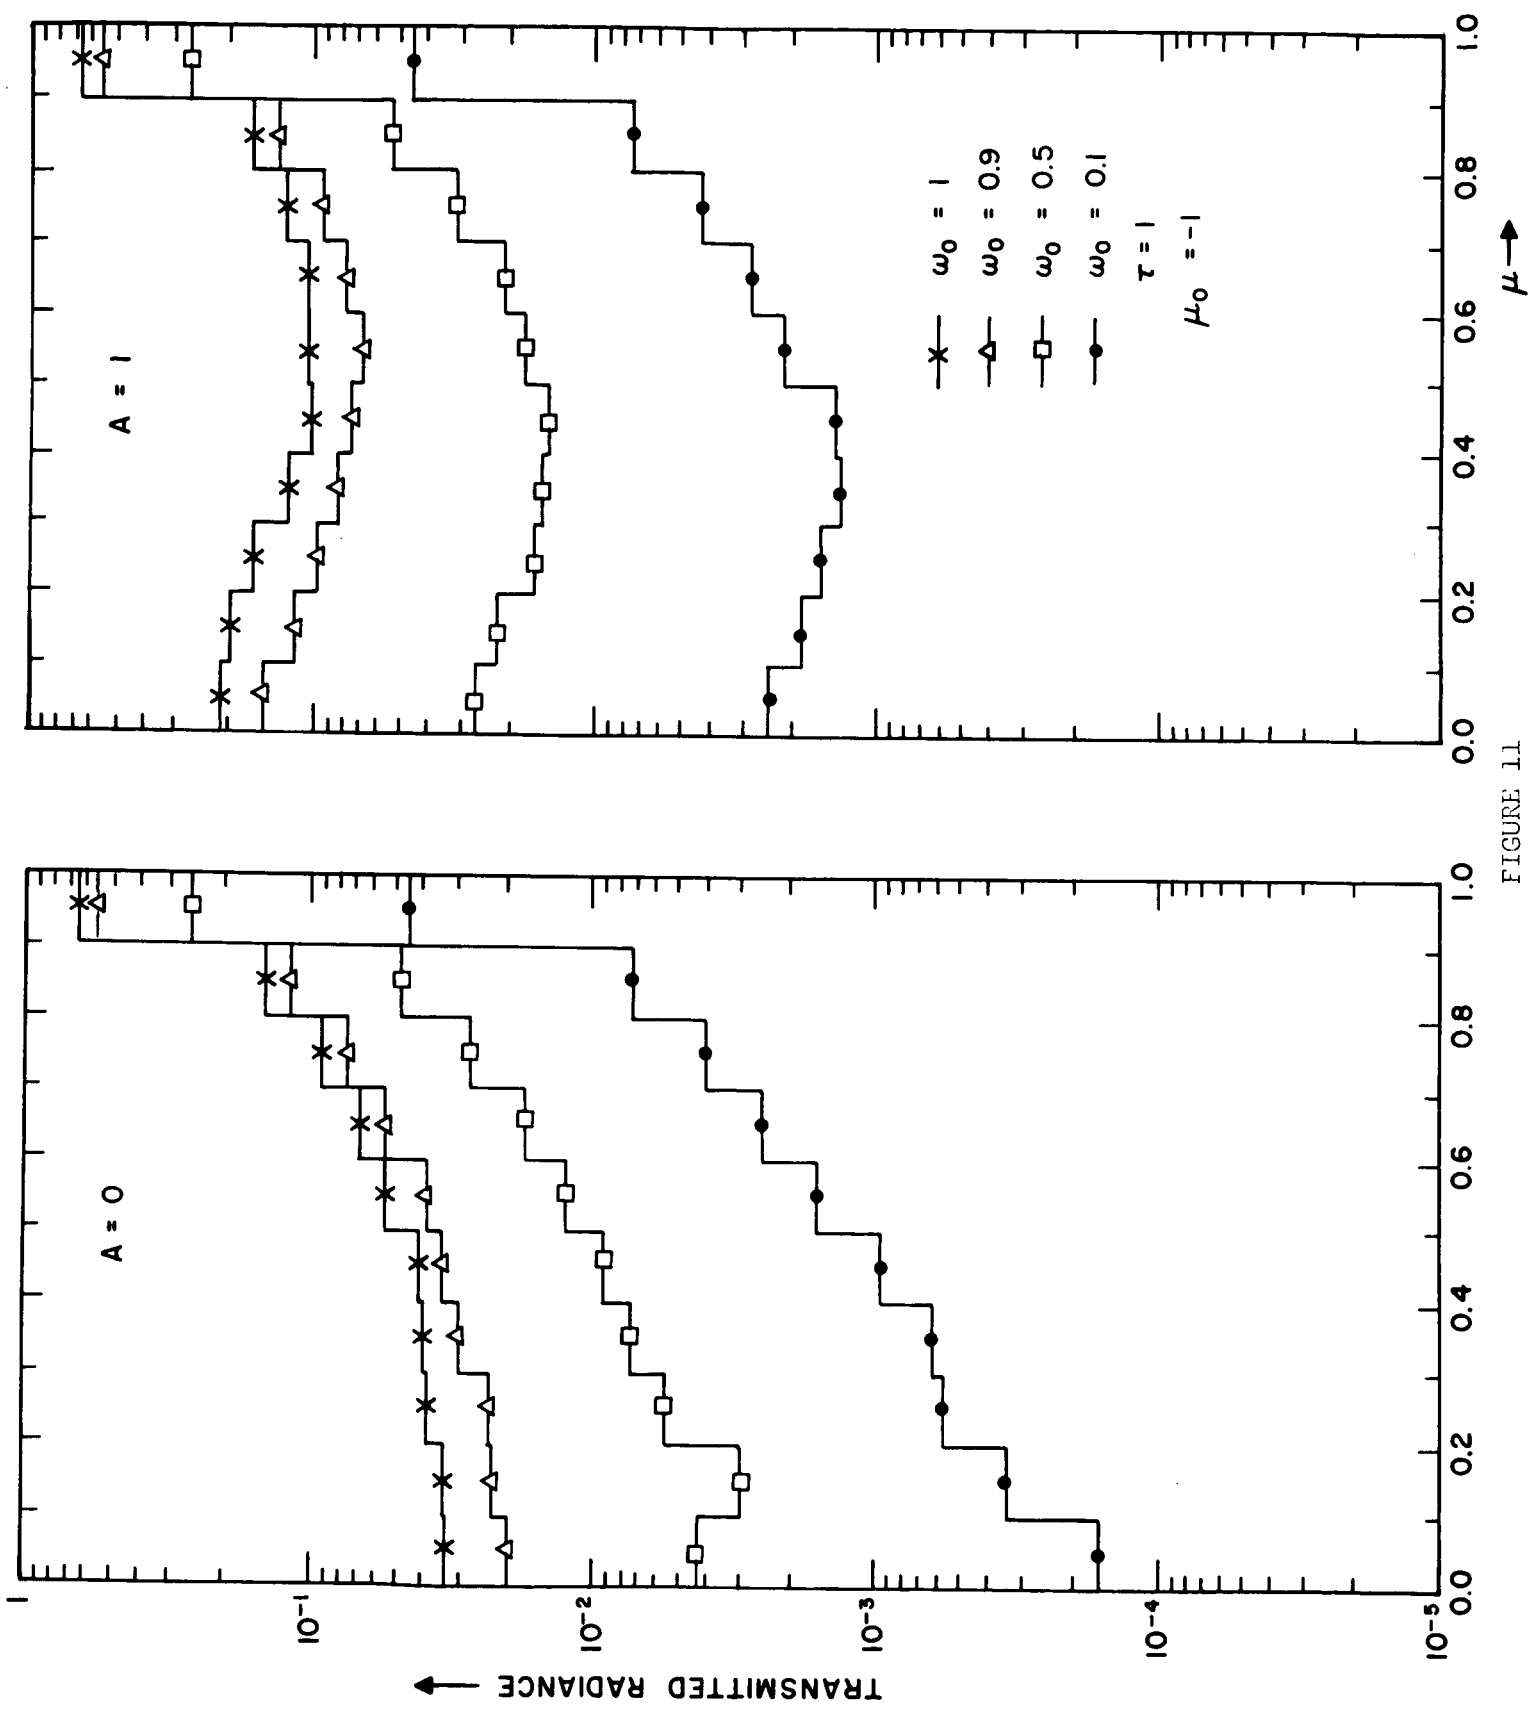 TRANSMITTED RADIANCE
1
10⁻¹
10⁻²
10⁻³
10⁻⁴
10⁻⁵
A = 0
0.0 0.2 0.4 0.6 0.8 1.0
A = 1
ω₀ = 1
ω₀ = 0.9
ω₀ = 0.5
ω₀ = 0.1
τ = 1
μ₀ = -1
0.0 0.2 0.4 0.6 0.8 1.0
μ
FIGURE 11